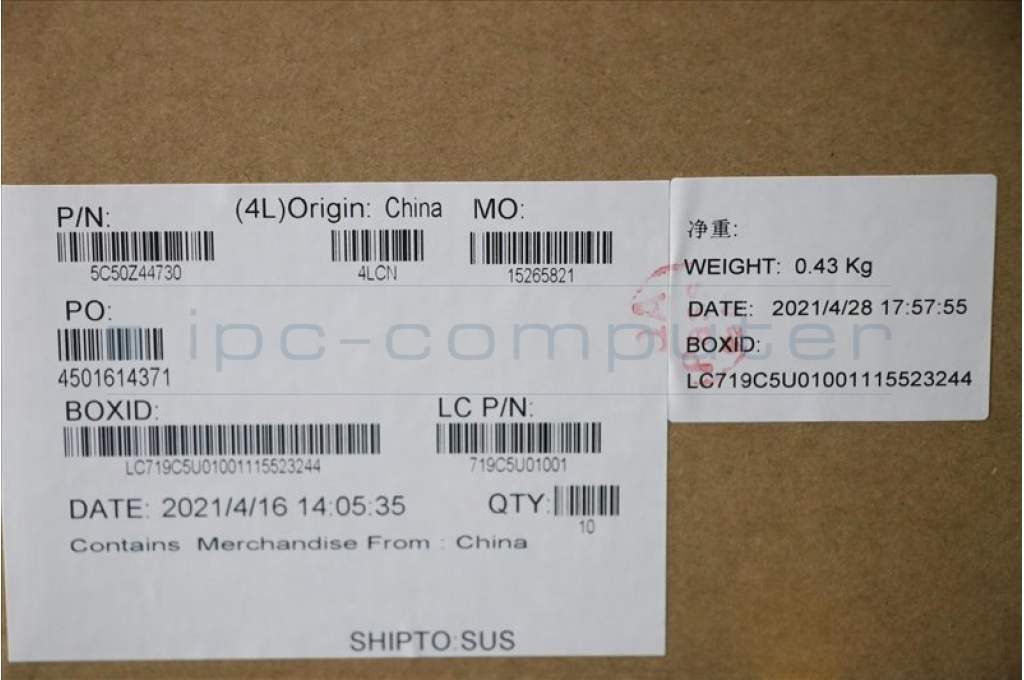 P/N: (4L)Origin: China MO:
5C50Z44730 4LCN 15265821
PO:
4501614371
BOXID: LC P/N:
LC719C5U01001115523244 719C5U01001
DATE: 2021/4/16 14:05:35 QTY:
10
Contains Merchandise From : China
SHIPTO:SUS
净重:
WEIGHT: 0.43 Kg
DATE: 2021/4/28 17:57:55
BOXID:
LC719C5U01001115523244
ipc-computer